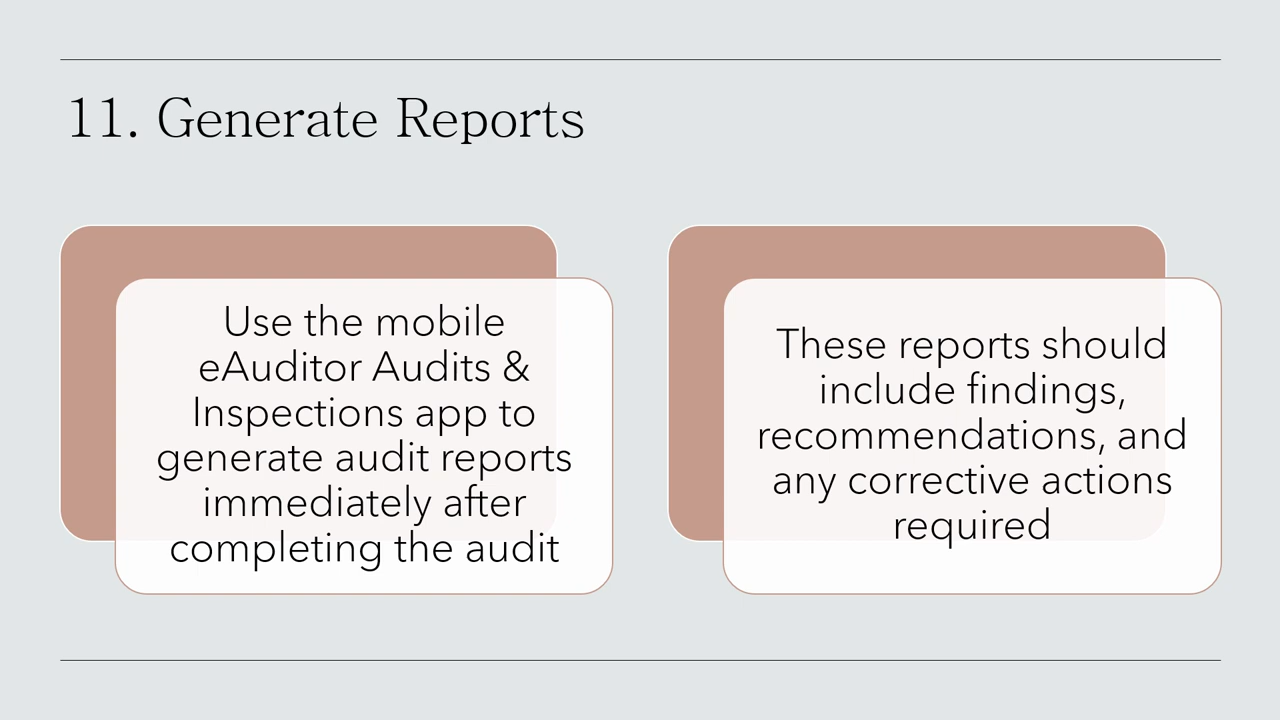 11. Generate Reports
Use the mobile
eAuditor Audits &
Inspections app to
generate audit reports
immediately after
completing the audit
These reports should
include findings,
recommendations, and
any corrective actions
required